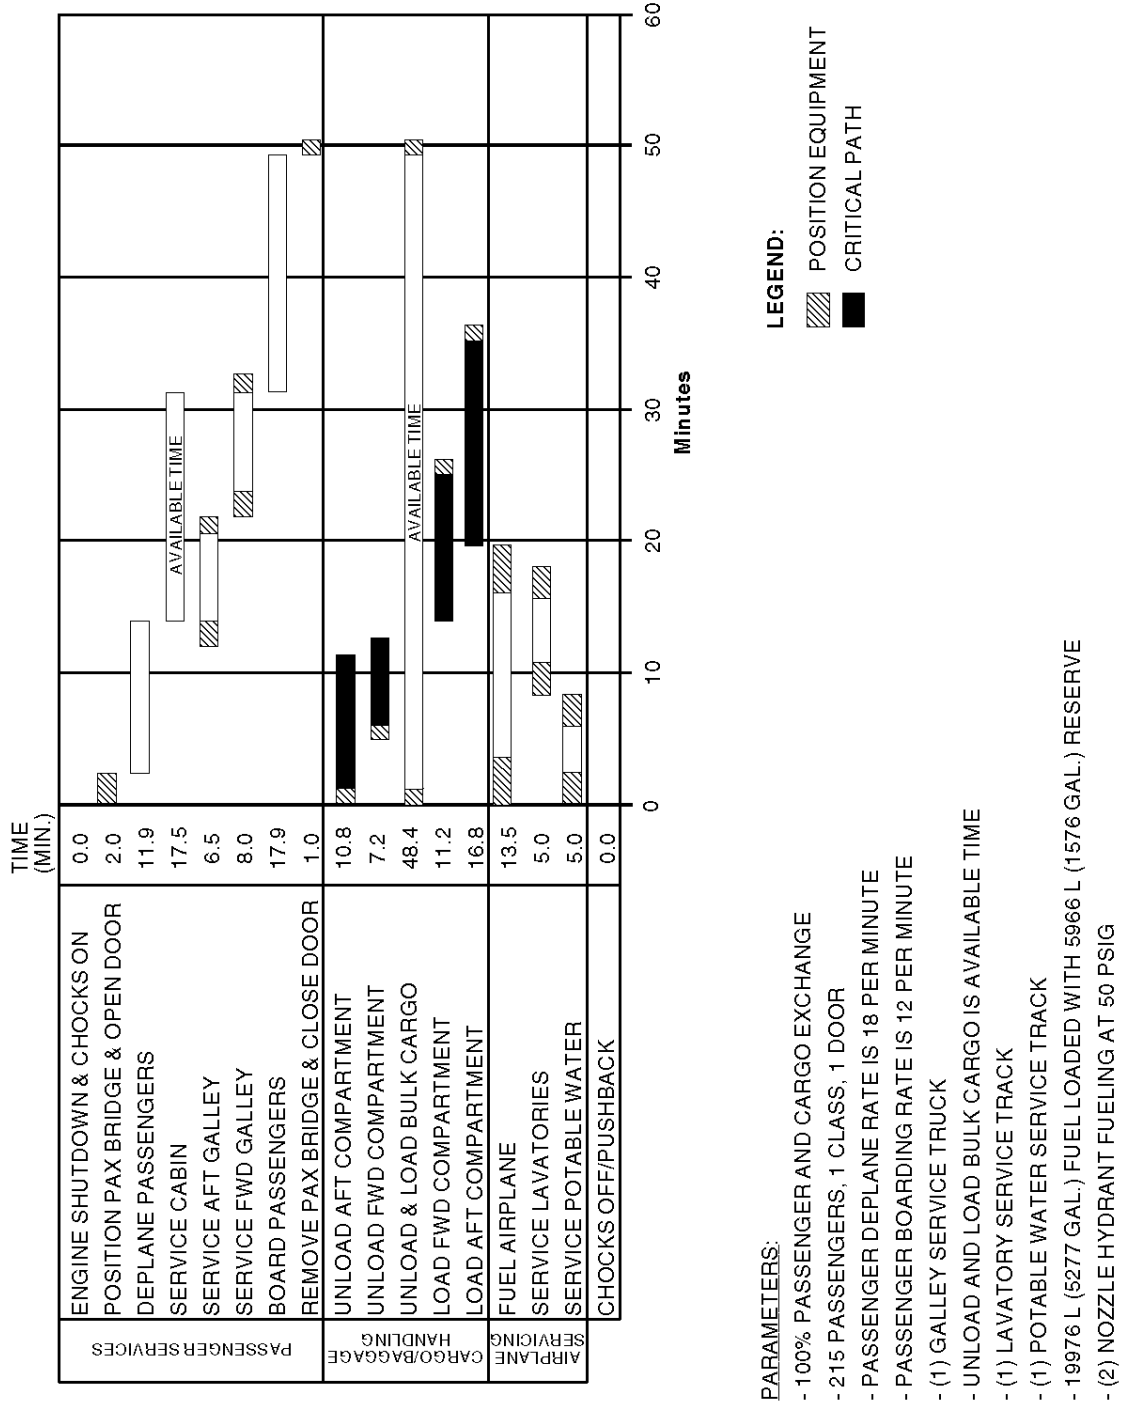 TIME
(MIN.)
PASSENGER SERVICES
ENGINE SHUTDOWN & CHOCKS ON 0.0
POSITION PAX BRIDGE & OPEN DOOR 2.0
DEPLANE PASSENGERS 11.9
SERVICE CABIN 17.5 AVAILABLE TIME
SERVICE AFT GALLEY 6.5
SERVICE FWD GALLEY 8.0
BOARD PASSENGERS 17.9
REMOVE PAX BRIDGE & CLOSE DOOR 1.0
CARGO/BAGGAGE
HANDLING
UNLOAD AFT COMPARTMENT 10.8
UNLOAD FWD COMPARTMENT 7.2
UNLOAD & LOAD BULK CARGO 48.4 AVAILABLE TIME
LOAD FWD COMPARTMENT 11.2
LOAD AFT COMPARTMENT 16.8
AIRPLANE
SERVICING
FUEL AIRPLANE 13.5
SERVICE LAVATORIES 5.0
SERVICE POTABLE WATER 5.0
CHOCKS OFF/PUSHBACK 0.0
0 10 20 30 40 50 60
Minutes
PARAMETERS:
- 100% PASSENGER AND CARGO EXCHANGE
- 215 PASSENGERS, 1 CLASS, 1 DOOR
- PASSENGER DEPLANE RATE IS 18 PER MINUTE
- PASSENGER BOARDING RATE IS 12 PER MINUTE
- (1) GALLEY SERVICE TRUCK
- UNLOAD AND LOAD BULK CARGO IS AVAILABLE TIME
- (1) LAVATORY SERVICE TRACK
- (1) POTABLE WATER SERVICE TRACK
- 19976 L (5277 GAL.) FUEL LOADED WITH 5966 L (1576 GAL.) RESERVE
- (2) NOZZLE HYDRANT FUELING AT 50 PSIG
LEGEND:
POSITION EQUIPMENT
CRITICAL PATH